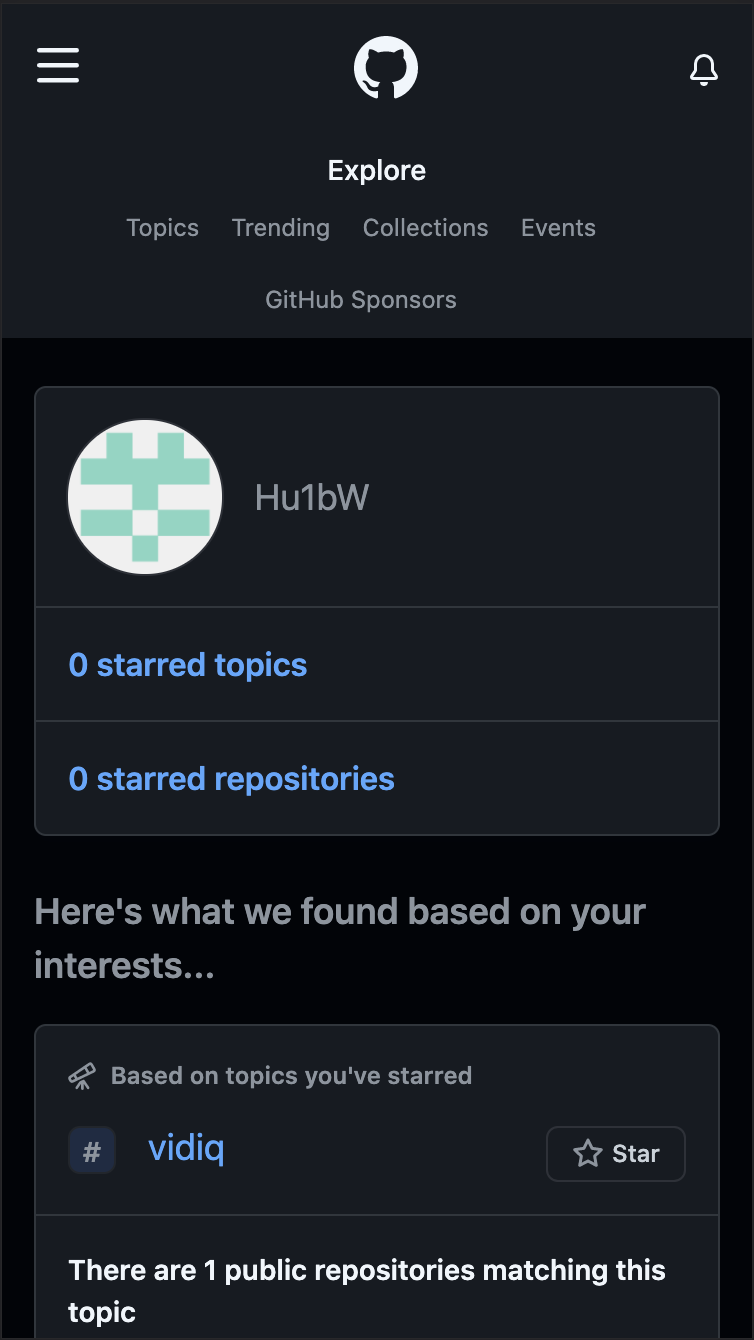 Explore
Topics Trending Collections Events
GitHub Sponsors
Hu1bW
0 starred topics
0 starred repositories
Here's what we found based on your
interests...
Based on topics you've starred
# vidiq Star
There are 1 public repositories matching this
topic